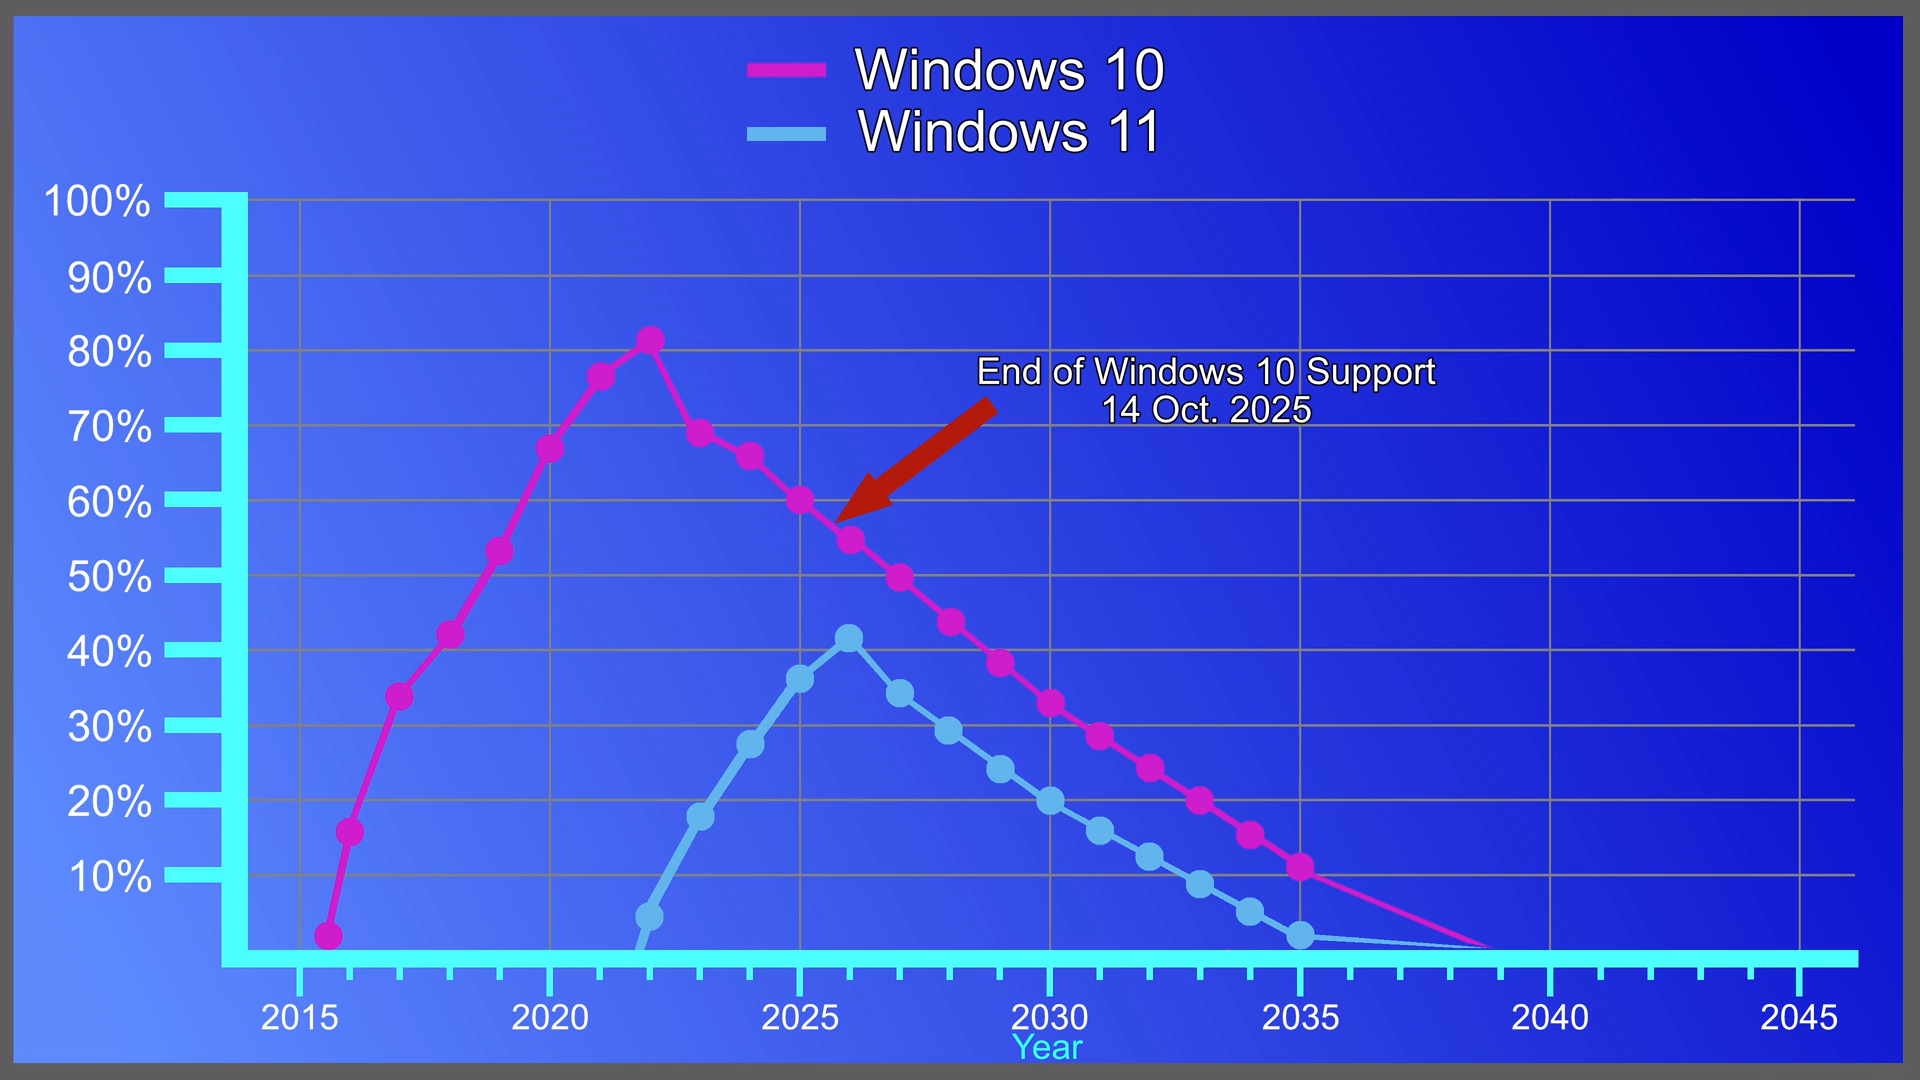 Windows 10
Windows 11
100%
90%
80%
70%
60%
50%
40%
30%
20%
10%
End of Windows 10 Support
14 Oct. 2025
2015 2020 2025 2030 2035 2040 2045
Year